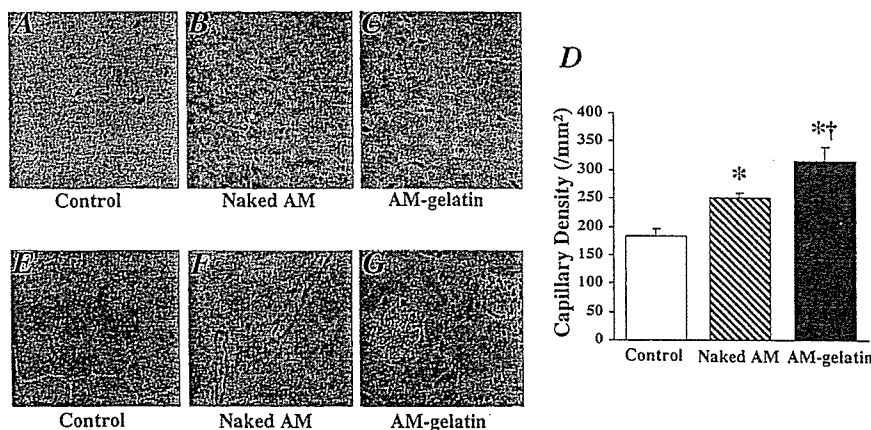 A
B
C
Control
Naked AM
AM-gelatin
E
F
G
Control
Naked AM
AM-gelatin
D
Capillary Density (/mm²)
400
350
300
250
200
150
100
50
0
*
*†
Control
Naked AM
AM-gelatin